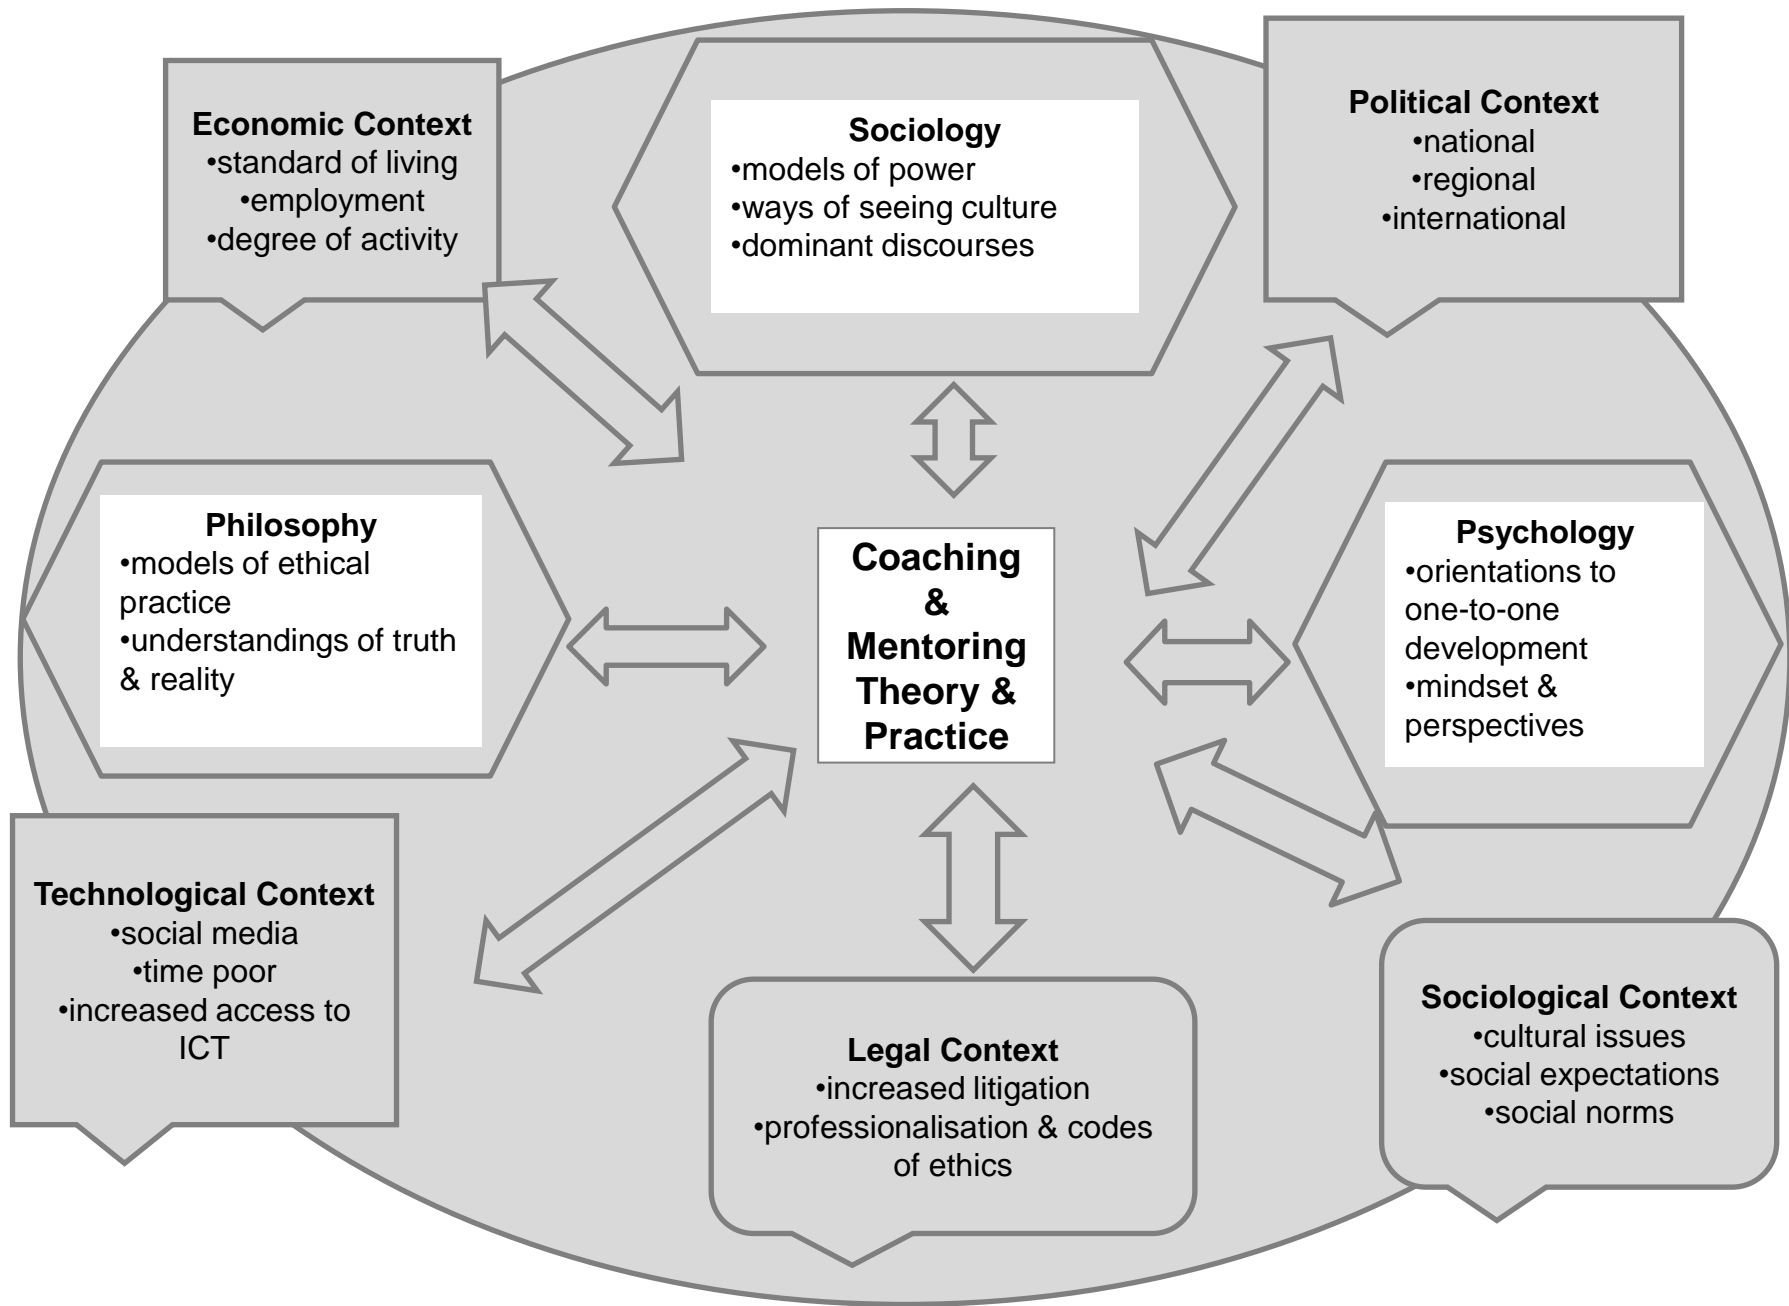 Economic Context
•standard of living
•employment
•degree of activity
Sociology
•models of power
•ways of seeing culture
•dominant discourses
Political Context
•national
•regional
•international
Philosophy
•models of ethical
practice
•understandings of truth
& reality
Coaching
&
Mentoring
Theory &
Practice
Psychology
•orientations to
one-to-one
development
•mindset &
perspectives
Technological Context
•social media
•time poor
•increased access to
ICT
Legal Context
•increased litigation
•professionalisation & codes
of ethics
Sociological Context
•cultural issues
•social expectations
•social norms